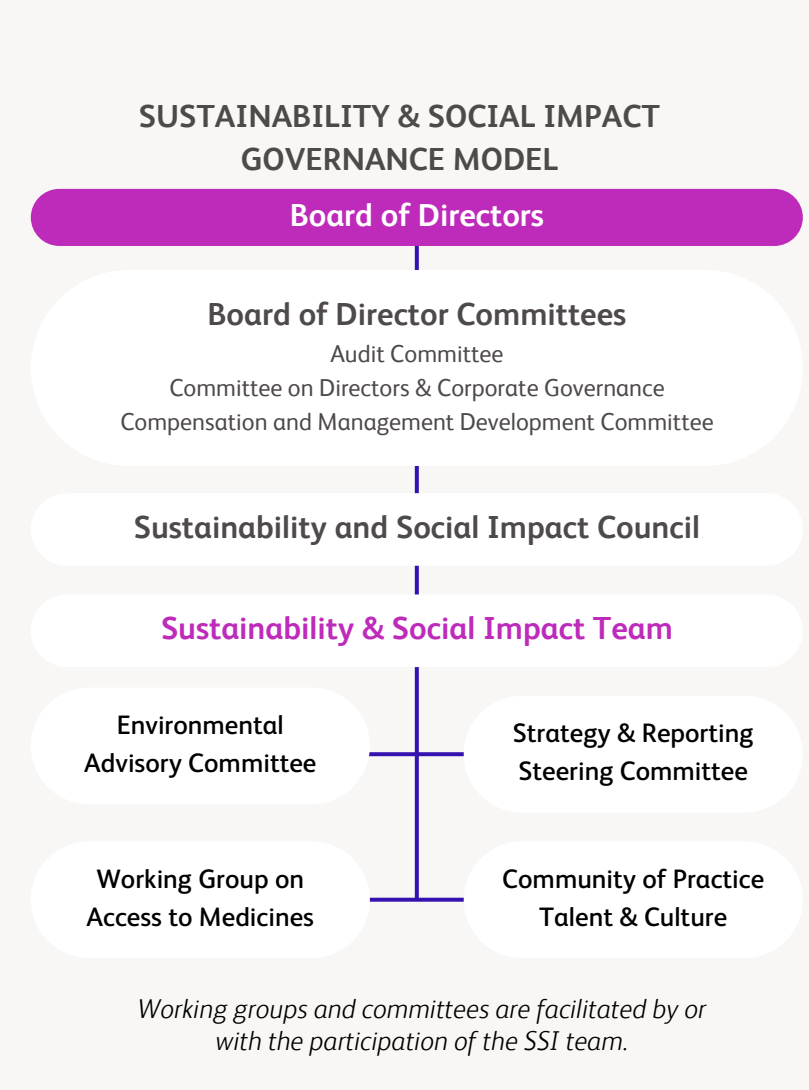 SUSTAINABILITY & SOCIAL IMPACT
GOVERNANCE MODEL
Board of Directors
Board of Director Committees
Audit Committee
Committee on Directors & Corporate Governance
Compensation and Management Development Committee
Sustainability and Social Impact Council
Sustainability & Social Impact Team
Environmental
Advisory Committee
Strategy & Reporting
Steering Committee
Working Group on
Access to Medicines
Community of Practice
Talent & Culture
Working groups and committees are facilitated by or
with the participation of the SSI team.